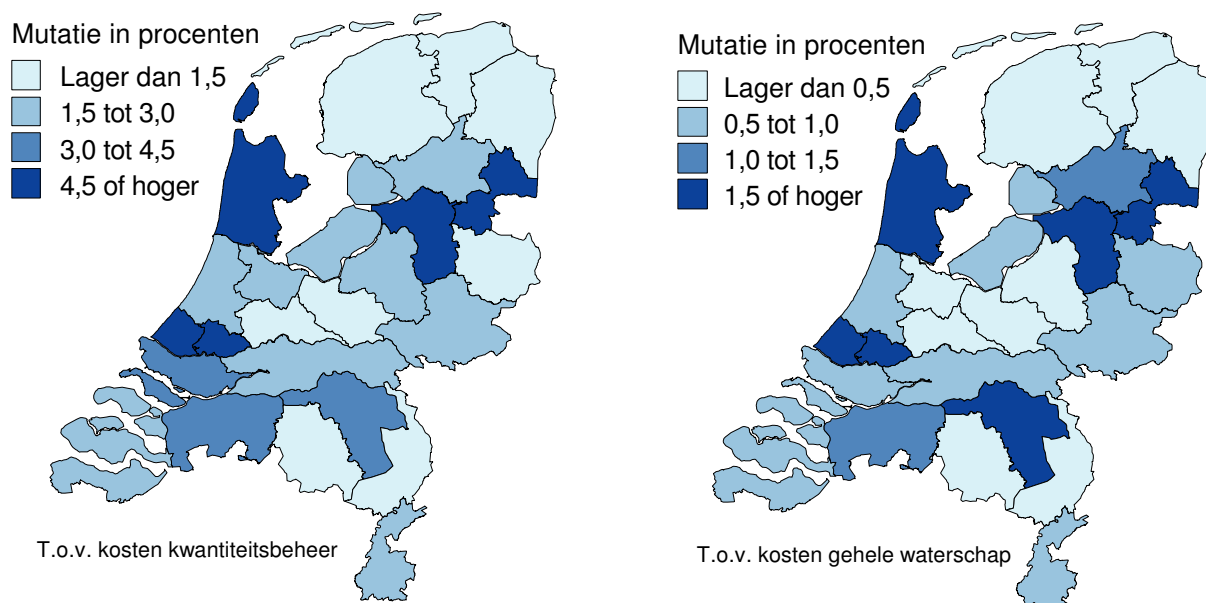 Mutatie in procenten
Lager dan 1,5
1,5 tot 3,0
3,0 tot 4,5
4,5 of hoger
T.o.v. kosten kwantiteitsbeheer
Mutatie in procenten
Lager dan 0,5
0,5 tot 1,0
1,0 tot 1,5
1,5 of hoger
T.o.v. kosten gehele waterschap